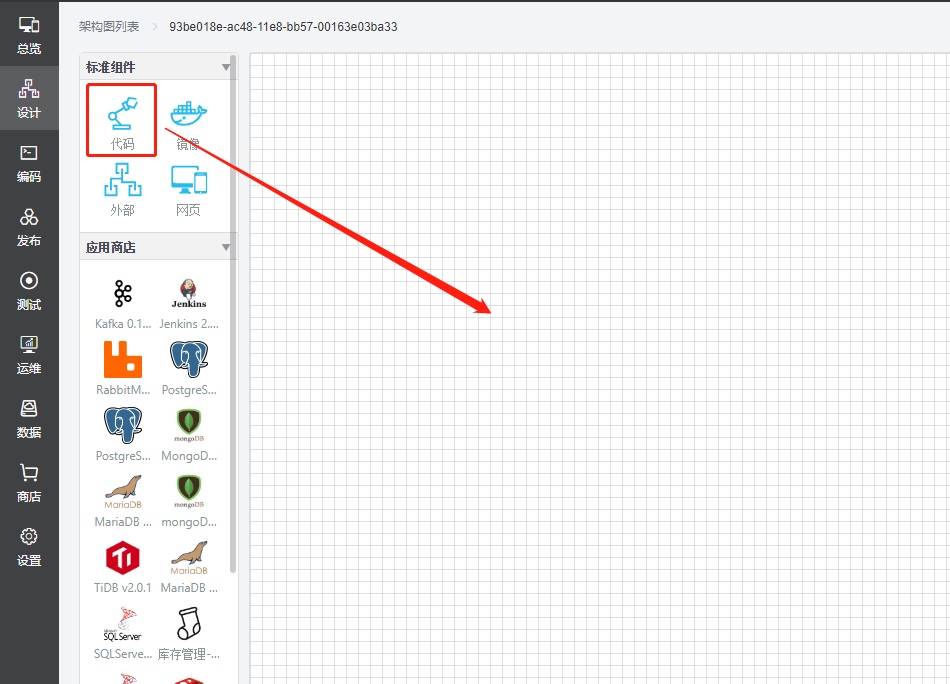 架构图列表 > 93be018e-ac48-11e8-bb57-00163e03ba33
总览
设计
编码
发布
测试
运维
数据
商店
设置
标准组件
代码 镜像
外部 网页
应用商店
Jenkins
Kafka 0.1... Jenkins 2....
RabbitM... PostgreS...
mongoDB
PostgreS... MongoD...
MariaDB mongoDB
MariaDB ... mongoD...
MariaDB
TiDB v2.0.1 MariaDB ...
Microsoft
SQLServer
SQLServe... 库存管理-...